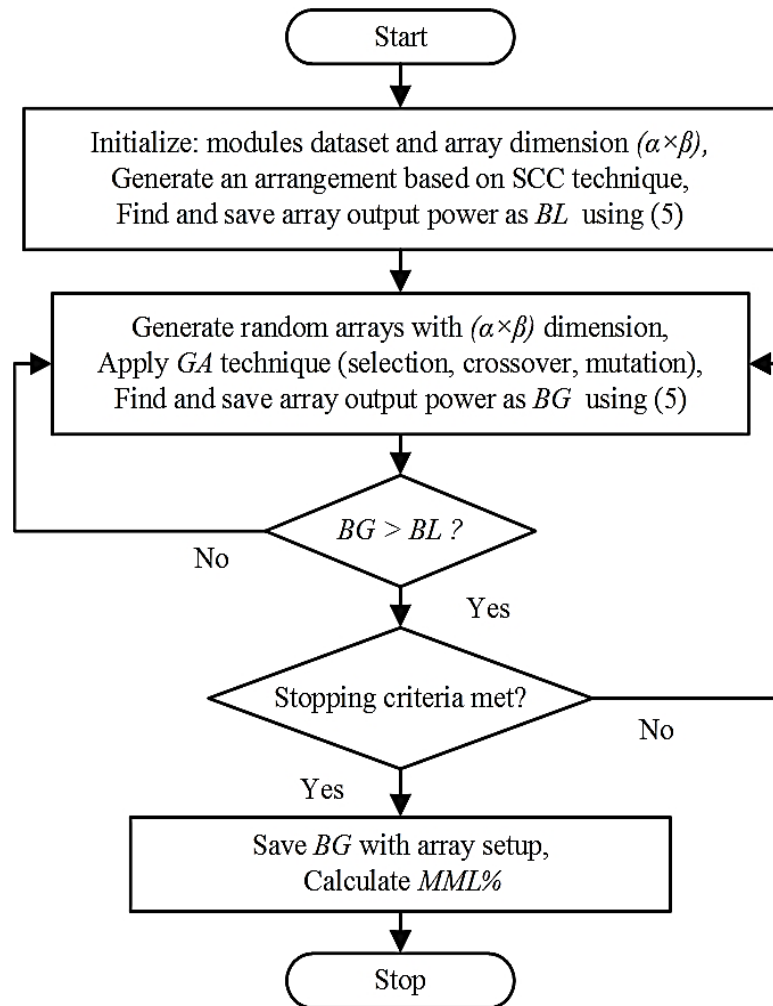 Start
Initialize: modules dataset and array dimension (α×β),
Generate an arrangement based on SCC technique,
Find and save array output power as BL using (5)
Generate random arrays with (α×β) dimension,
Apply GA technique (selection, crossover, mutation),
Find and save array output power as BG using (5)
BG > BL ?
No
Yes
Stopping criteria met?
No
Yes
Save BG with array setup,
Calculate MML%
Stop